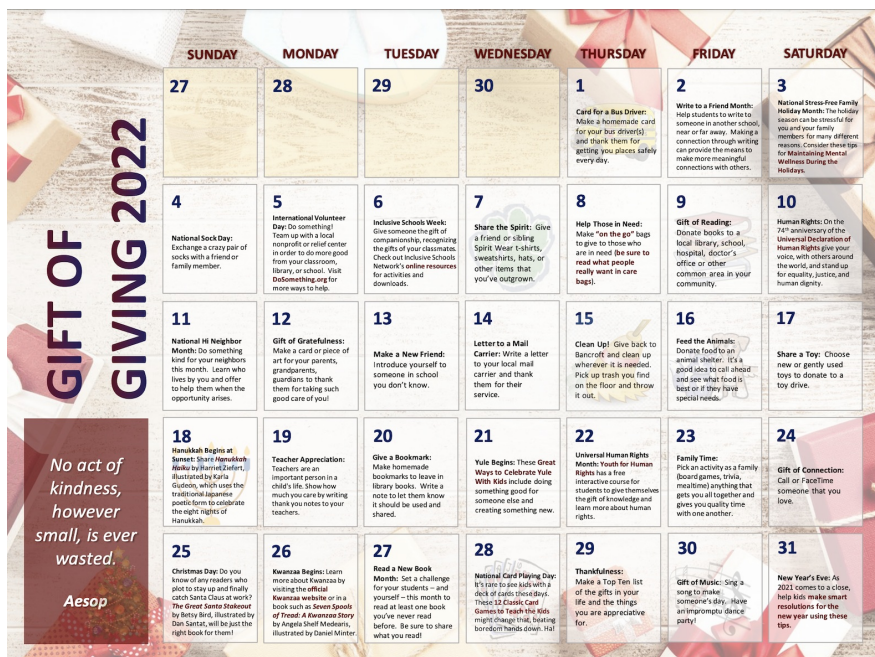 GIFT OF
GIVING 2022
No act of
kindness,
however
small, is ever
wasted.
Aesop
SUNDAY MONDAY TUESDAY WEDNESDAY THURSDAY FRIDAY SATURDAY
27
28
29
30
1
Card for a Bus Driver:
Make a homemade card
for your bus driver(s)
and thank them for
getting you places safely
every day.
2
Write to a Friend Month:
Help students to write to
someone in another school,
near or far away. Making a
connection through writing
can provide the means to
make more meaningful
connections with others.
3
National Stress-Free Family
Holiday Month: The holiday
season can be stressful for
you and your family
members for many different
reasons. Consider these tips
for Maintaining Mental
Wellness During the
Holidays.
4
National Sock Day:
Exchange a crazy pair of
socks with a friend or
family member.
5
International Volunteer
Day: Do something!
Team up with a local
nonprofit or relief center
in order to do more good
from your classroom,
library, or school. Visit
DoSomething.org for
more ways to help.
6
Inclusive Schools Week:
Give someone the gift of
companionship, recognizing
the gifts of your classmates.
Check out Inclusive Schools
Network's online resources
for activities and
downloads.
7
Share the Spirit: Give
a friend or sibling
Spirit Wear t-shirts,
sweatshirts, hats, or
other items that
you've outgrown.
8
Help Those in Need:
Make "on the go" bags
to give to those who
are in need (be sure to
read what people
really want in care
bags).
9
Gift of Reading:
Donate books to a
local library, school,
hospital, doctor's
office or other
common area in your
community.
10
Human Rights: On the
74th anniversary of the
Universal Declaration of
Human Rights give your
voice, with others around
the world, and stand up
for equality, justice, and
human dignity.
11
National Hi Neighbor
Month: Do something
kind for your neighbors
this month. Learn who
lives by you and offer
to help them when the
opportunity arises.
12
Gift of Gratefulness:
Make a card or piece of
art for your parents,
grandparents,
guardians to thank
them for taking such
good care of you!
13
Make a New Friend:
Introduce yourself to
someone in school
you don't know.
14
Letter to a Mail
Carrier: Write a letter
to your local mail
carrier and thank
them for their
service.
15
Clean Up! Give back to
Bancroft and clean up
wherever it is needed.
Pick up trash you find
on the floor and throw
it out.
16
Feed the Animals:
Donate food to an
animal shelter. It's a
good idea to call ahead
and see what food is
best or if they have
special needs.
17
Share a Toy: Choose
new or gently used
toys to donate to a
toy drive.
18
Hanukkah Begins at
Sunset: Share Hanukkah
Haiku by Harriet Ziefert,
illustrated by Karla
Gudeon, which uses the
traditional Japanese
poetic form to celebrate
the eight nights of
Hanukkah.
19
Teacher Appreciation:
Teachers are an
important person in a
child's life. Show how
much you care by writing
thank you notes to your
teachers.
20
Give a Bookmark:
Make homemade
bookmarks to leave in
library books. Write a
note to let them know
it should be used and
shared.
21
Yule Begins: These Great
Ways to Celebrate Yule
With Kids include doing
something good for
someone else and
creating something new.
22
Universal Human Rights
Month: Youth for Human
Rights has a free
interactive course for
students to give themselves
the gift of knowledge and
learn more about human
rights.
23
Family Time:
Pick an activity as a family
(board games, trivia,
mealtime) anything that
gets you all together and
gives you quality time
with one another.
24
Gift of Connection:
Call or FaceTime
someone that you
love.
25
Christmas Day: Do you
know of any readers who
plot to stay up and finally
catch Santa Claus at work?
The Great Santa Stakeout
by Betsy Bird, illustrated by
Dan Santat, will be just the
right book for them!
26
Kwanzaa Begins: Learn
more about Kwanzaa by
visiting the official
Kwanzaa website or in a
book such as Seven Spools
of Tread: A Kwanzaa Story
by Angela Shelf Medearis,
illustrated by Daniel Minter.
27
Read a New Book
Month: Set a challenge
for your students – and
yourself – this month to
read at least one book
you've never read
before. Be sure to share
what you read!
28
National Card Playing Day:
It's rare to see kids with a
deck of cards these days.
These 12 Classic Card
Games to Teach the Kids
might change that, beating
boredom hands down. Ha!
29
Thankfulness:
Make a Top Ten list
of the gifts in your
life and the things
you are appreciative
for.
30
Gift of Music: Sing a
song to make
someone's day. Have
an impromptu dance
party!
31
New Year's Eve: As
2021 comes to a close,
help kids make smart
resolutions for the
new year using these
tips.